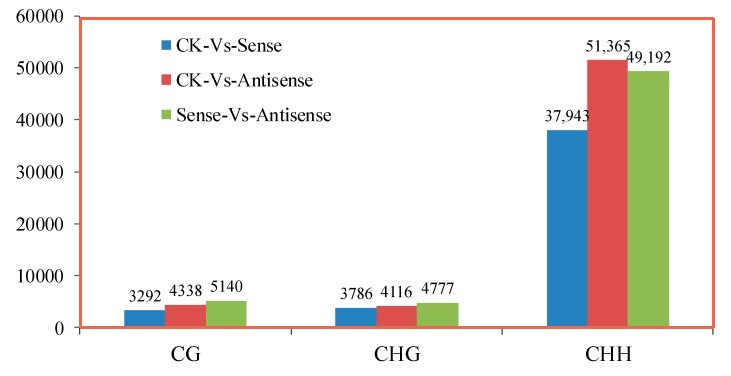 60000
50000
40000
30000
20000
10000
0
CK-Vs-Sense
CK-Vs-Antisense
Sense-Vs-Antisense
3292 4338 5140
3786 4116 4777
37,943
51,365
49,192
CG CHG CHH